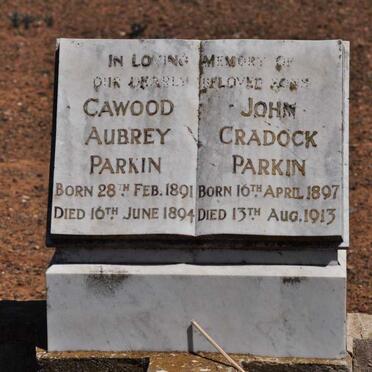 IN LOVING MEMORY OF
OUR DEARLY BELOVED SONS
CAWOOD
AUBREY
PARKIN
BORN 28TH FEB. 1891
DIED 16TH JUNE 1894
JOHN
CRADOCK
PARKIN
BORN 16TH APRIL 1897
DIED 13TH AUG. 1913